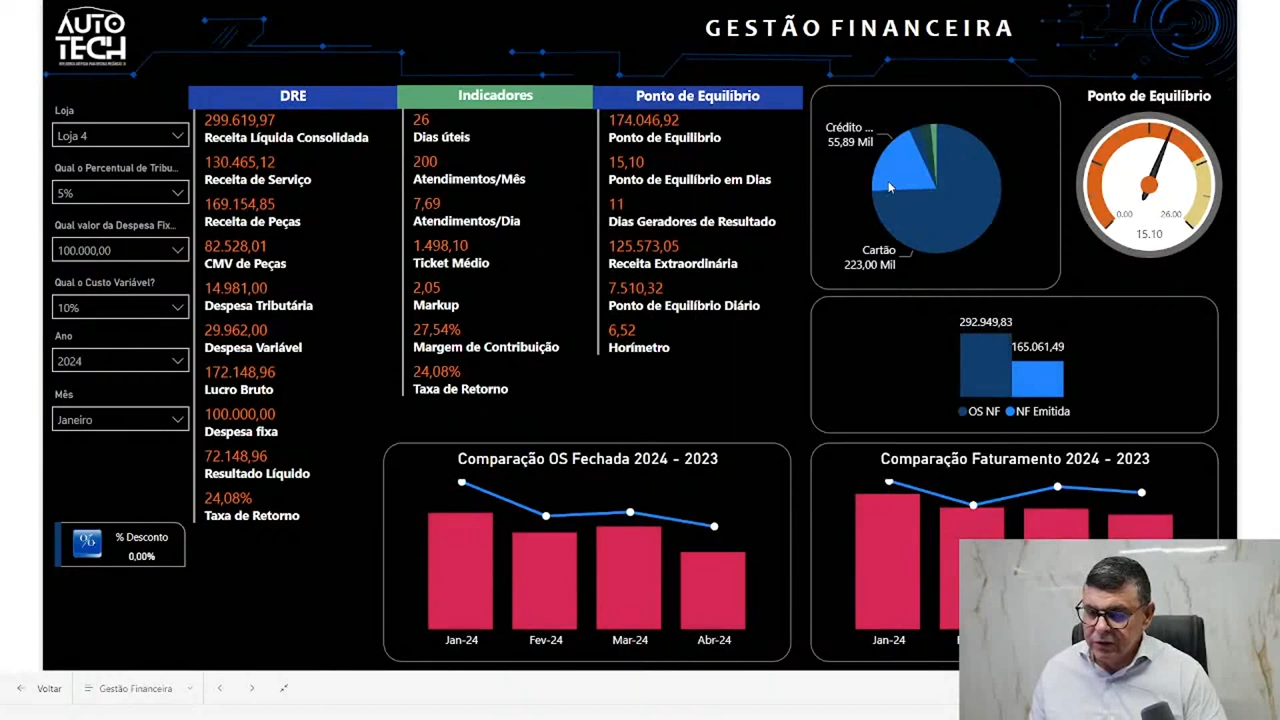 AUTO
TECH
GESTÃO FINANCEIRA
Loja
Loja 4
Qual o Percentual de Tribu...
5%
Qual valor da Despesa Fix...
100.000,00
Qual o Custo Variável?
10%
Ano
2024
Mês
Janeiro
% Desconto
0,00%
DRE
299.619,97
Receita Líquida Consolidada
130.465,12
Receita de Serviço
169.154,85
Receita de Peças
82.528,01
CMV de Peças
14.981,00
Despesa Tributária
29.962,00
Despesa Variável
172.148,96
Lucro Bruto
100.000,00
Despesa fixa
72.148,96
Resultado Líquido
24,08%
Taxa de Retorno
Indicadores
26
Dias úteis
200
Atendimentos/Mês
7,69
Atendimentos/Dia
1.498,10
Ticket Médio
2,05
Markup
27,54%
Margem de Contribuição
24,08%
Taxa de Retorno
Ponto de Equilíbrio
174.046,92
Ponto de Equilíbrio
15,10
Ponto de Equilíbrio em Dias
11
Dias Geradores de Resultado
125.573,05
Receita Extraordinária
7.510,32
Ponto de Equilíbrio Diário
6,52
Horímetro
Crédito ...
55,89 Mil
Cartão
223,00 Mil
Ponto de Equilíbrio
0.00
26.00
15.10
292.949,83
165.061,49
OS NF
NF Emitida
Comparação OS Fechada 2024 - 2023
Jan-24
Fev-24
Mar-24
Abr-24
Comparação Faturamento 2024 - 2023
Jan-24
Voltar
Gestão Financeira